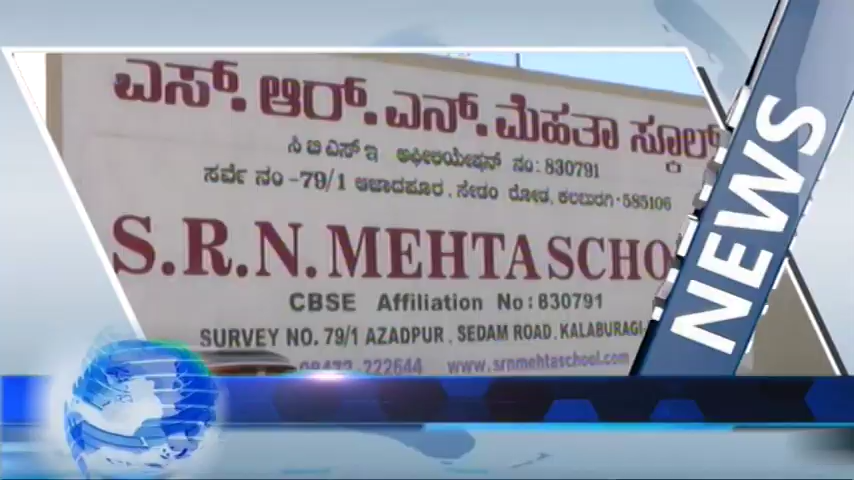 ಎಸ್. ಆರ್. ಎನ್. ಮೆಹತಾ ಸ್ಕೂಲ್
ಸಿ ಬಿ ಎಸ್ ಇ ಅಫೀಲಿಯೇಷನ್ ನಂ: 830791
ಸರ್ವೆ ನಂ -79/1 ಆಜಾದಪೂರ, ಸೇಡಂ ರೋಡ, ಕಲಬುರಗಿ - 585106
S.R.N. MEHTA SCHO
CBSE Affiliation No: 830791
SURVEY NO. 79/1 AZADPUR, SEDAM ROAD, KALABURAGI
08472-222644 www.srnmehtaschool.com
NEWS